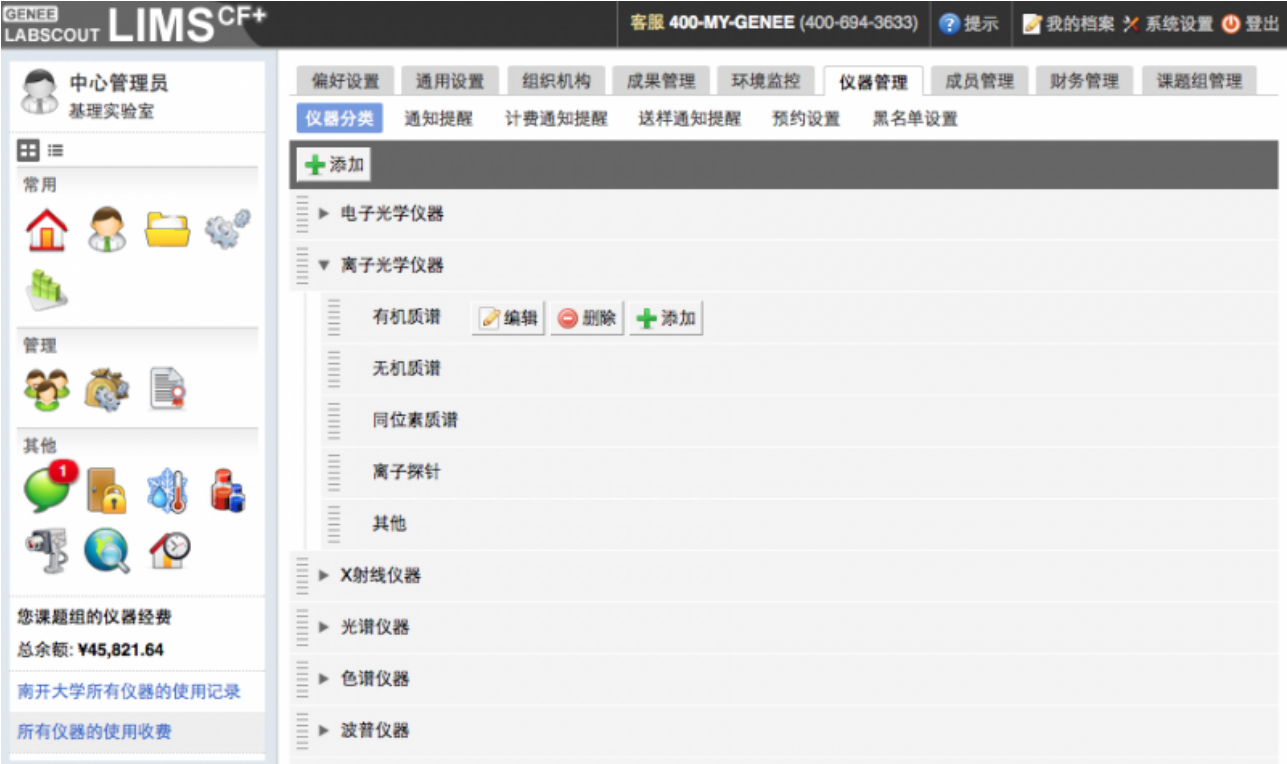 GENEE
LABSCOUT LIMS CF+
客服 400-MY-GENEE (400-694-3633) 提示 我的档案 系统设置 登出
中心管理员
基理实验室
常用
管理
其他
1
您课题组的仪器经费
总余额: ¥45,821.64
南开大学所有仪器的使用记录
所有仪器的使用收费
偏好设置 通用设置 组织机构 成果管理 环境监控 仪器管理 成员管理 财务管理 课题组管理
仪器分类 通知提醒 计费通知提醒 送样通知提醒 预约设置 黑名单设置
添加
电子光学仪器
离子光学仪器
有机质谱 编辑 删除 添加
无机质谱
同位素质谱
离子探针
其他
X射线仪器
光谱仪器
色谱仪器
波普仪器